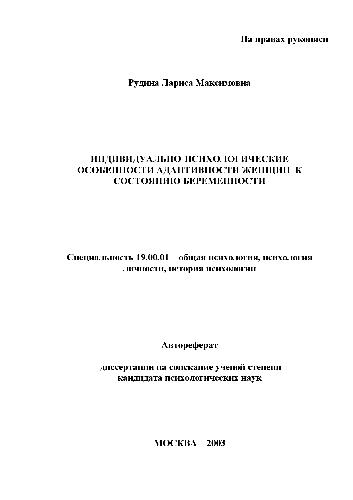 На правах рукописи
Рудина Лариса Максимовна
ИНДИВИДУАЛЬНО-ПСИХОЛОГИЧЕСКИЕ
ОСОБЕННОСТИ АДАПТИВНОСТИ ЖЕНЩИН К
СОСТОЯНИЮ БЕРЕМЕННОСТИ
Специальность 19.00.01 – общая психология, психология
личности, история психологии
Автореферат
диссертации на соискание ученой степени
кандидата психологических наук
МОСКВА – 2003